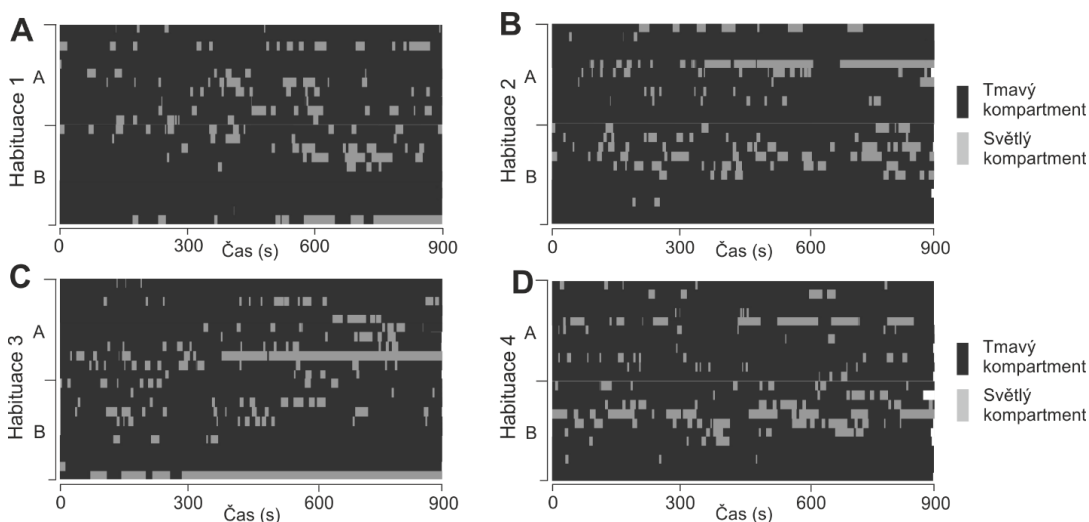 A
Habituace 1
A
B
0
300
600
900
Čas (s)
B
Habituace 2
A
B
0
300
600
900
Čas (s)
Tmavý
kompartment
Světlý
kompartment
C
Habituace 3
A
B
0
300
600
900
Čas (s)
D
Habituace 4
A
B
0
300
600
900
Čas (s)
Tmavý
kompartment
Světlý
kompartment